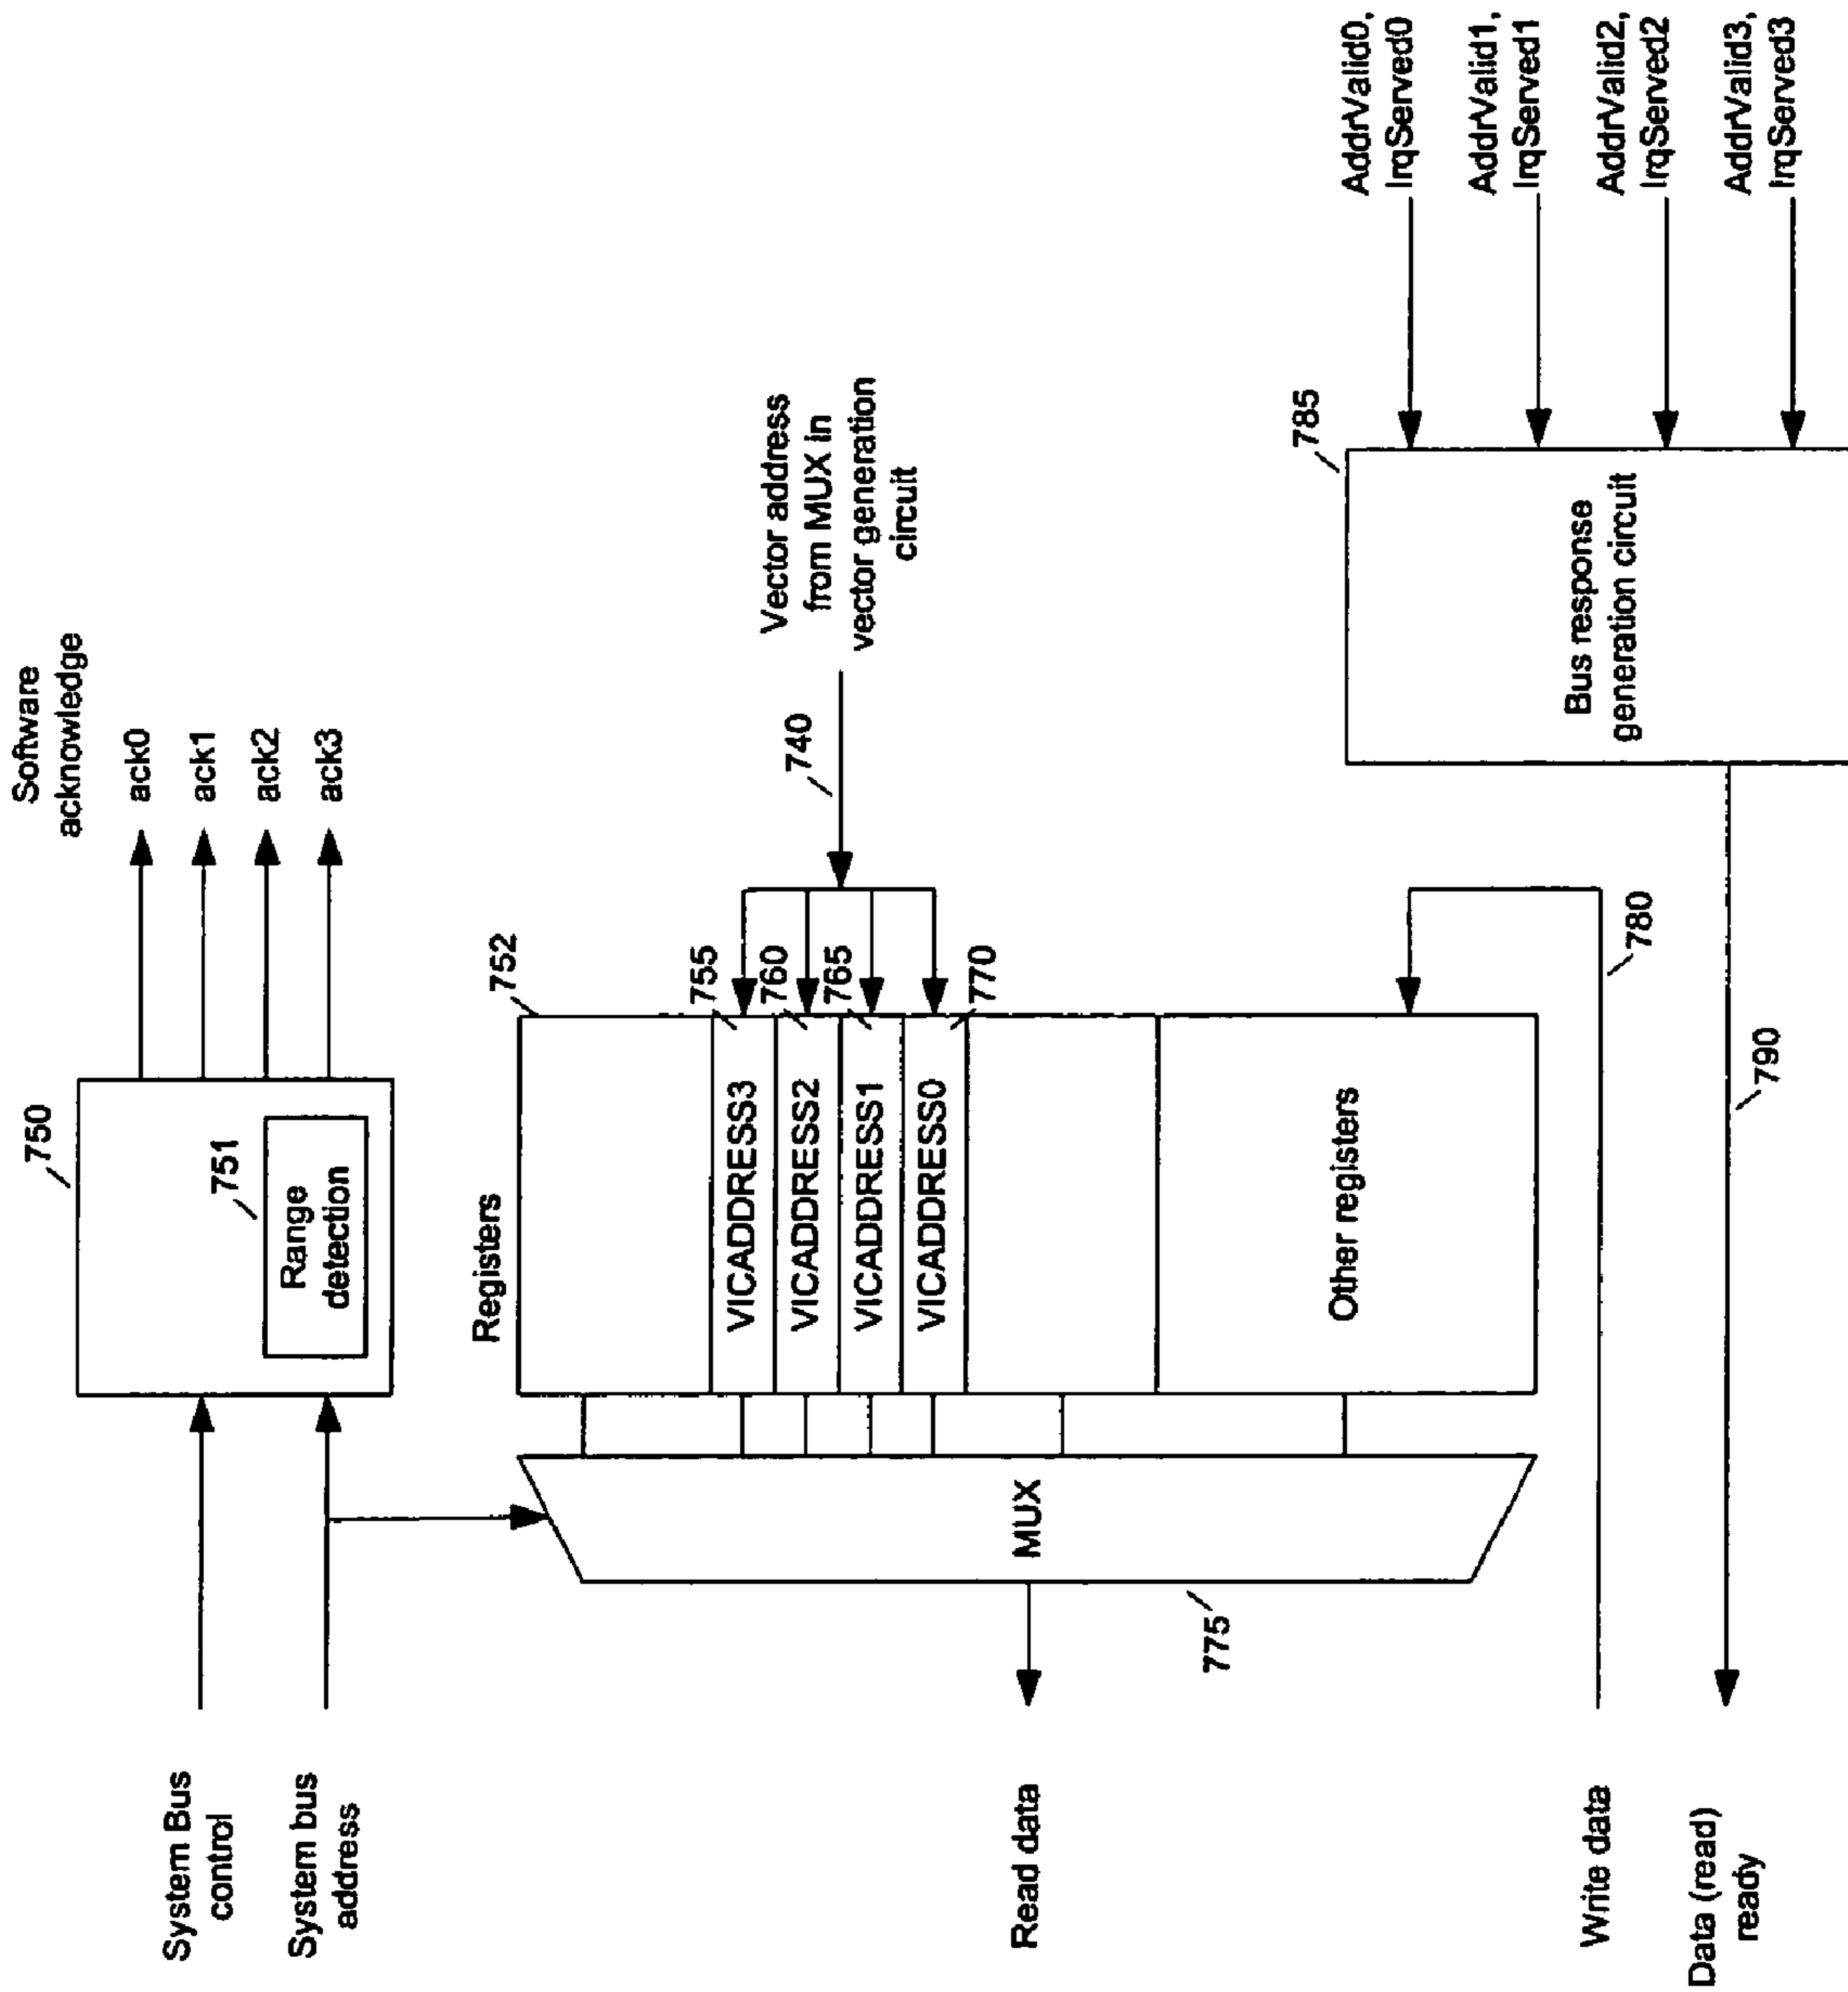 Software
acknowledge
ack0
ack1
ack2
ack3
750
751
Range
detection
System Bus
control
System bus
address
Registers
752
755
760
765
770
VICADDRESS3
VICADDRESS2
VICADDRESS1
VICADDRESS0
Other registers
740
Vector address
from MUX in
vector generation
circuit
MUX
775
Read data
Write data
780
Data (read)
ready
790
785
Bus response
generation circuit
AddrValid0,
IrqServed0
AddrValid1,
IrqServed1
AddrValid2,
IrqServed2
AddrValid3,
IrqServed3